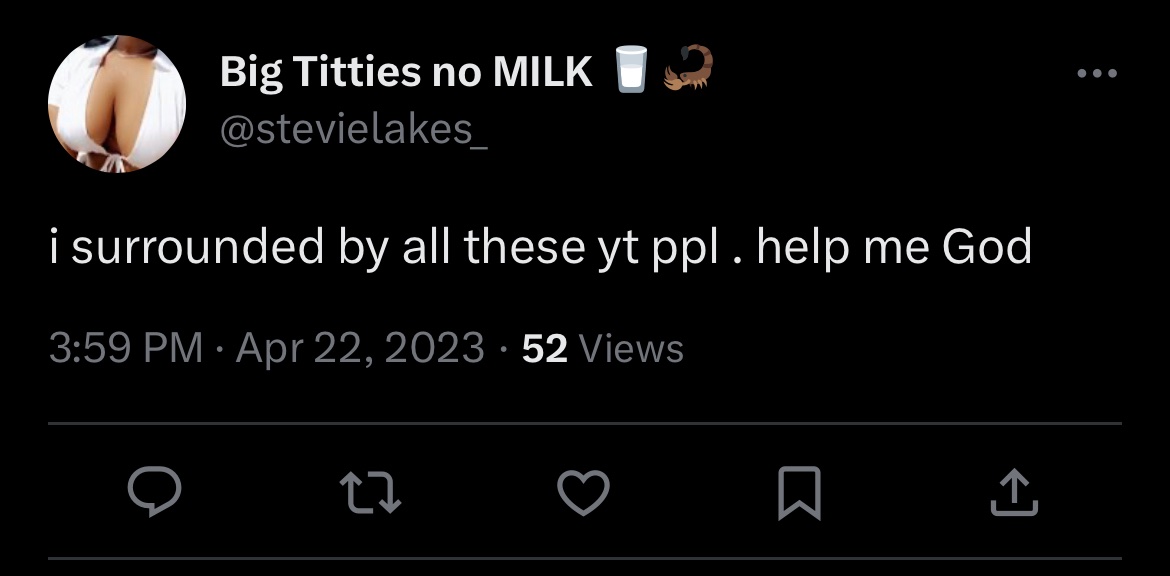 Big Titties no MILK 🥛🦂
@stevielakes_
i surrounded by all these yt ppl . help me God
3:59 PM · Apr 22, 2023 · 52 Views